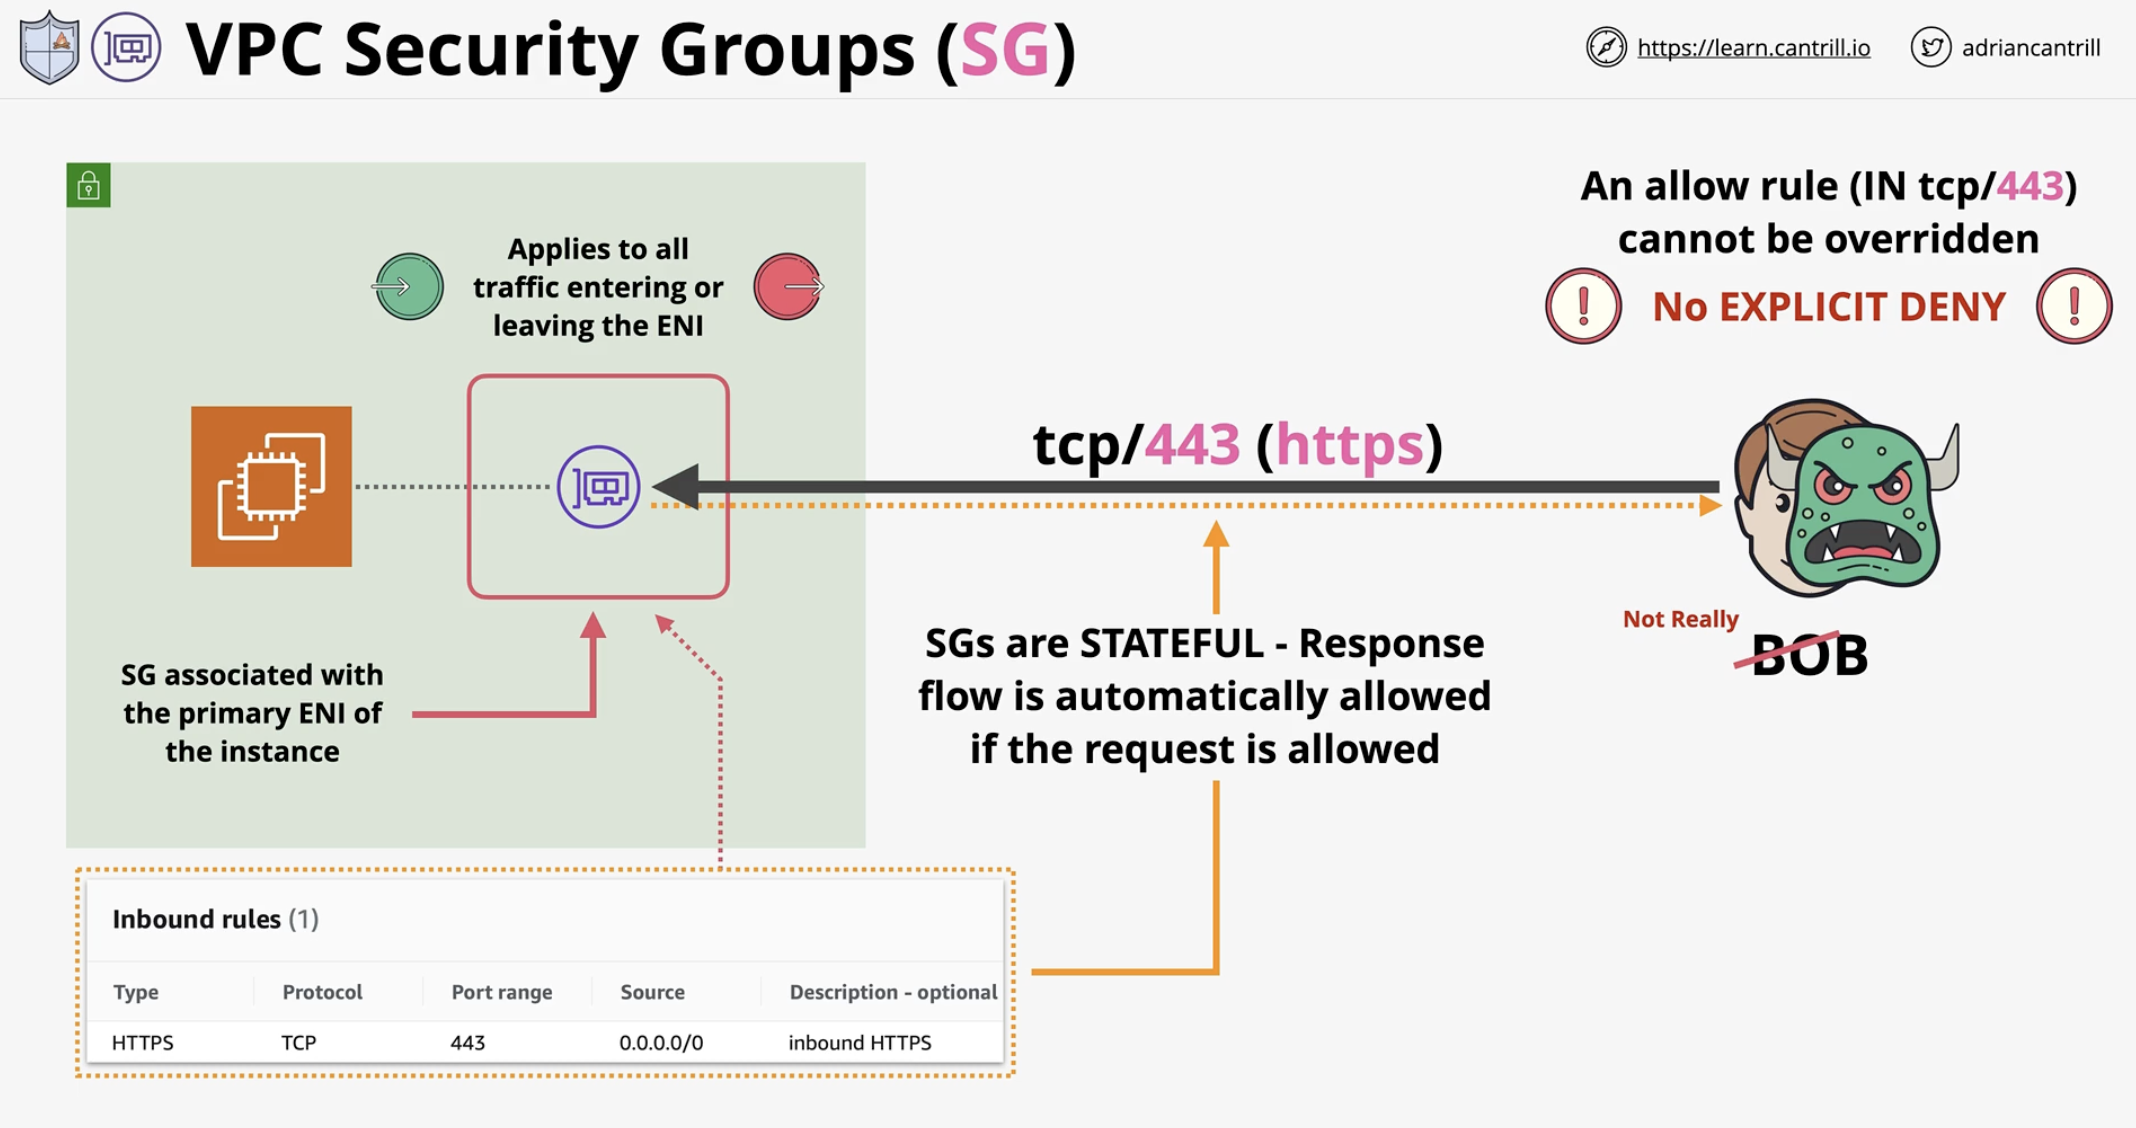 VPC Security Groups (SG)
https://learn.cantrill.io
adriancantrill
Applies to all
traffic entering or
leaving the ENI
An allow rule (IN tcp/443)
cannot be overridden
No EXPLICIT DENY
tcp/443 (https)
Not Really
BOB
SG associated with
the primary ENI of
the instance
SGs are STATEFUL - Response
flow is automatically allowed
if the request is allowed
Inbound rules (1)
Type Protocol Port range Source Description - optional
HTTPS TCP 443 0.0.0.0/0 inbound HTTPS